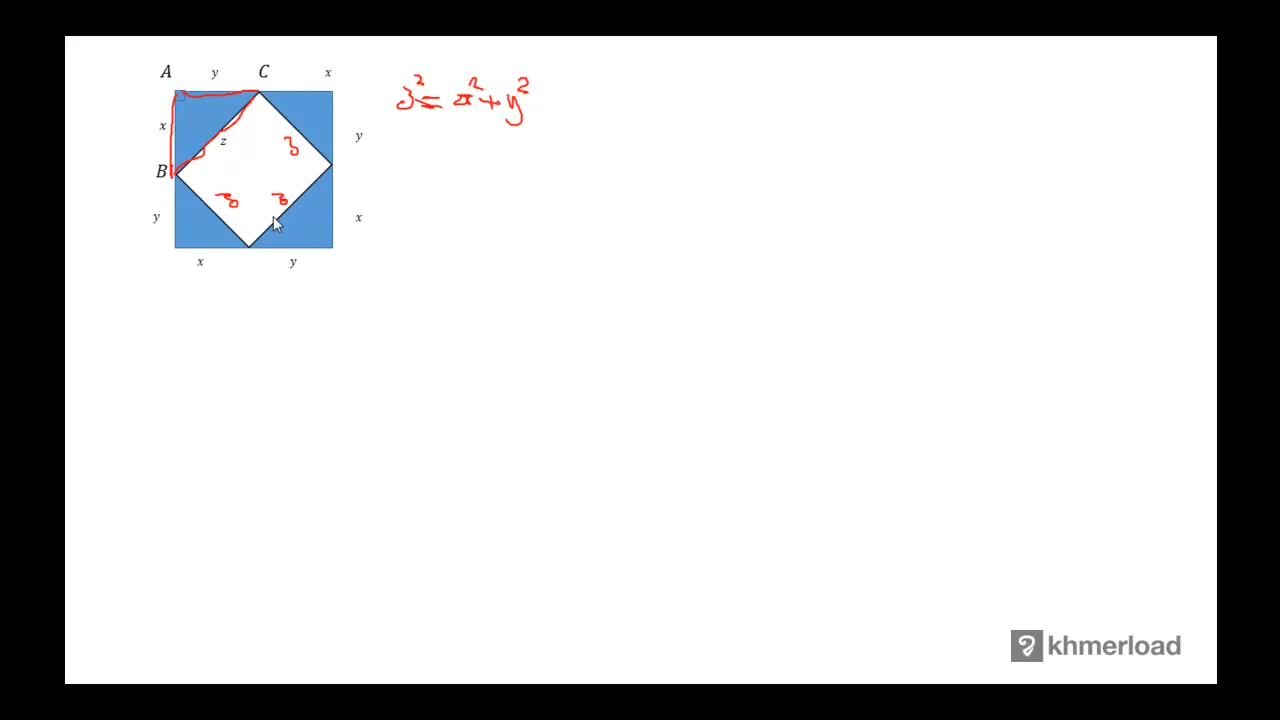 A y C x
z² = x² + y²
x
z
z
y
B
z
z
y
x
x
y
khmerload